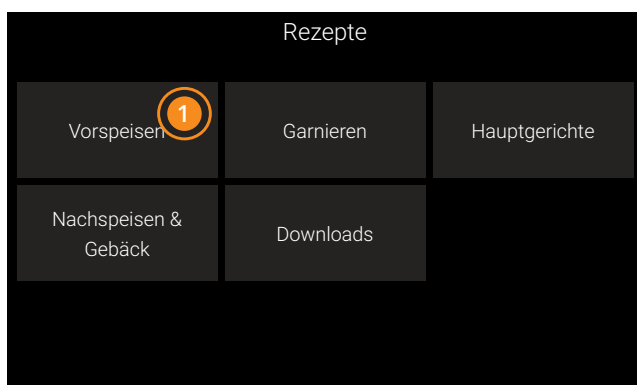 Rezepte
Vorspeisen
1
Garnieren
Hauptgerichte
Nachspeisen &
Gebäck
Downloads